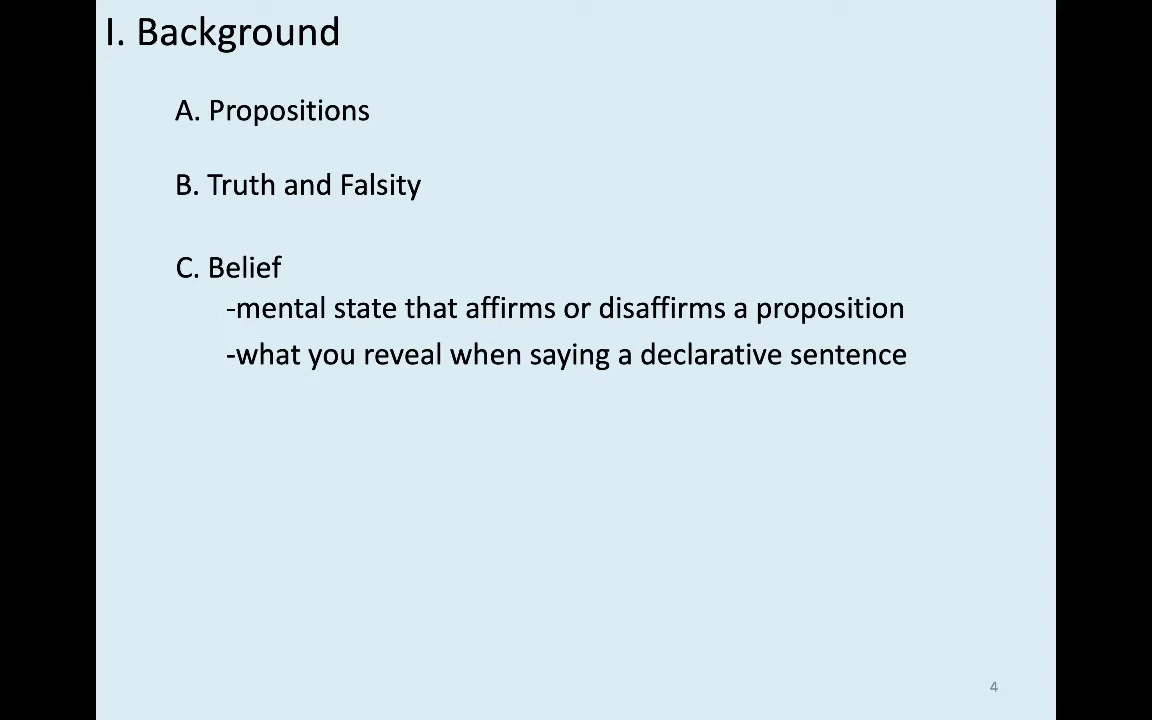 I. Background
A. Propositions
B. Truth and Falsity
C. Belief
-mental state that affirms or disaffirms a proposition
-what you reveal when saying a declarative sentence
4